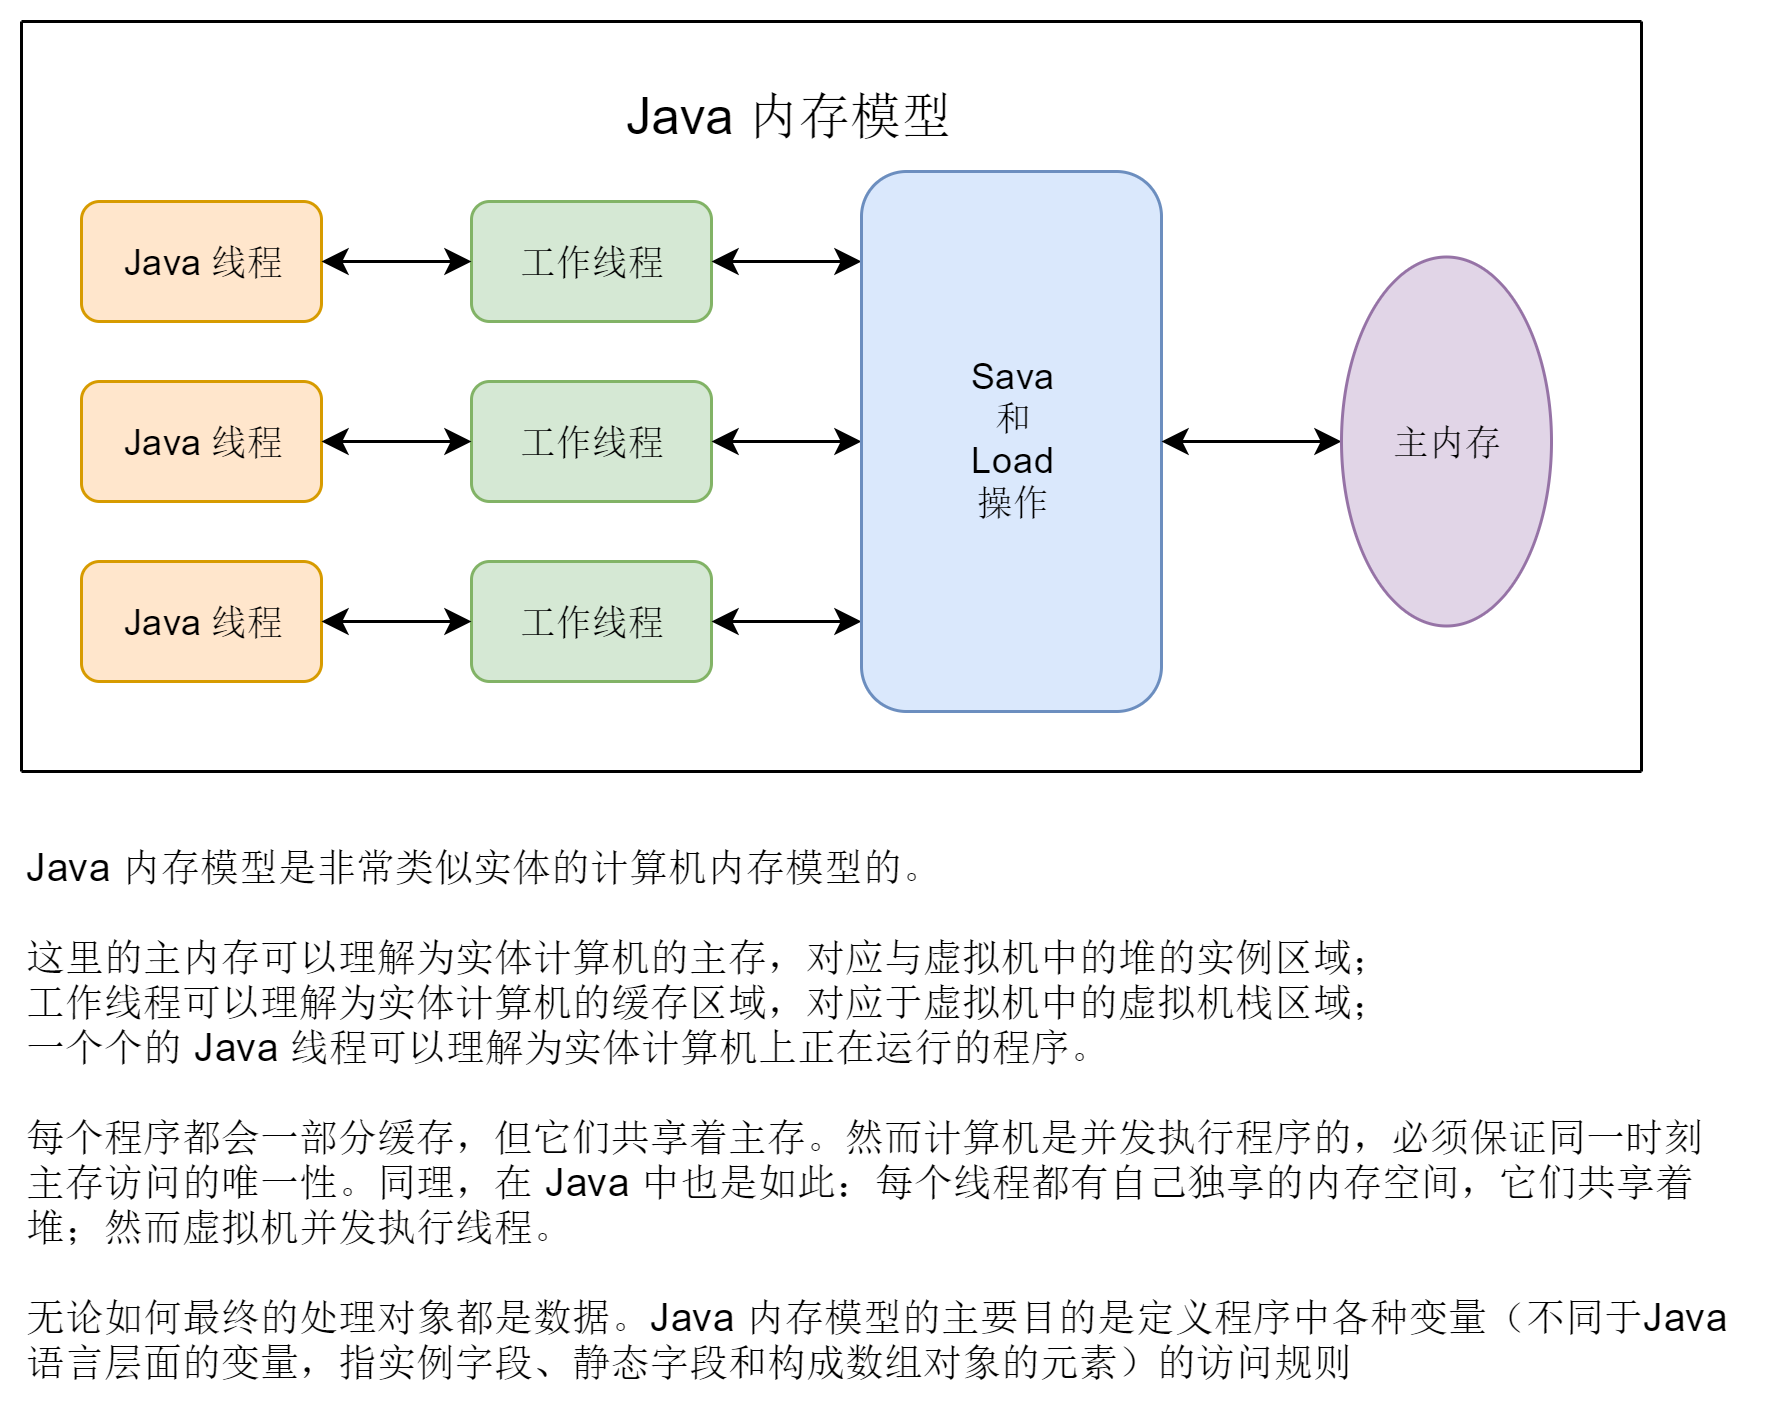 Java 内存模型
Java 线程
工作线程
Java 线程
工作线程
Java 线程
工作线程
Sava
和
Load
操作
主内存
Java 内存模型是非常类似实体的计算机内存模型的。
这里的主内存可以理解为实体计算机的主存，对应与虚拟机中的堆的实例区域；
工作线程可以理解为实体计算机的缓存区域，对应于虚拟机中的虚拟机栈区域；
一个个的 Java 线程可以理解为实体计算机上正在运行的程序。
每个程序都会一部分缓存，但它们共享着主存。然而计算机是并发执行程序的，必须保证同一时刻
主存访问的唯一性。同理，在 Java 中也是如此：每个线程都有自己独享的内存空间，它们共享着
堆；然而虚拟机并发执行线程。
无论如何最终的处理对象都是数据。Java 内存模型的主要目的是定义程序中各种变量（不同于Java
语言层面的变量，指实例字段、静态字段和构成数组对象的元素）的访问规则